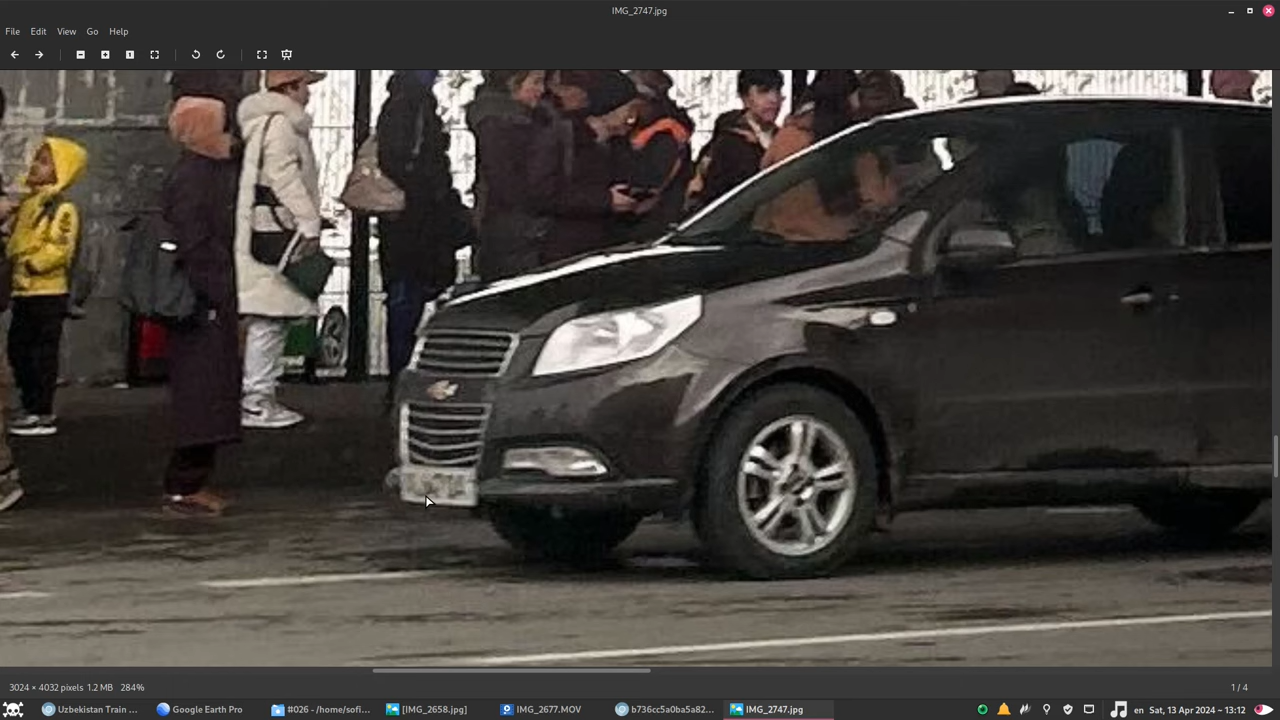 IMG_2747.jpg
File Edit View Go Help
3024 × 4032 pixels 1.2 MB 284%
1 / 4
Uzbekistan Train ...
Google Earth Pro
#026 - /home/sofi...
[IMG_2658.jpg]
IMG_2677.MOV
b736cc5a0ba5a82...
IMG_2747.jpg
en Sat, 13 Apr 2024 ~ 13:12